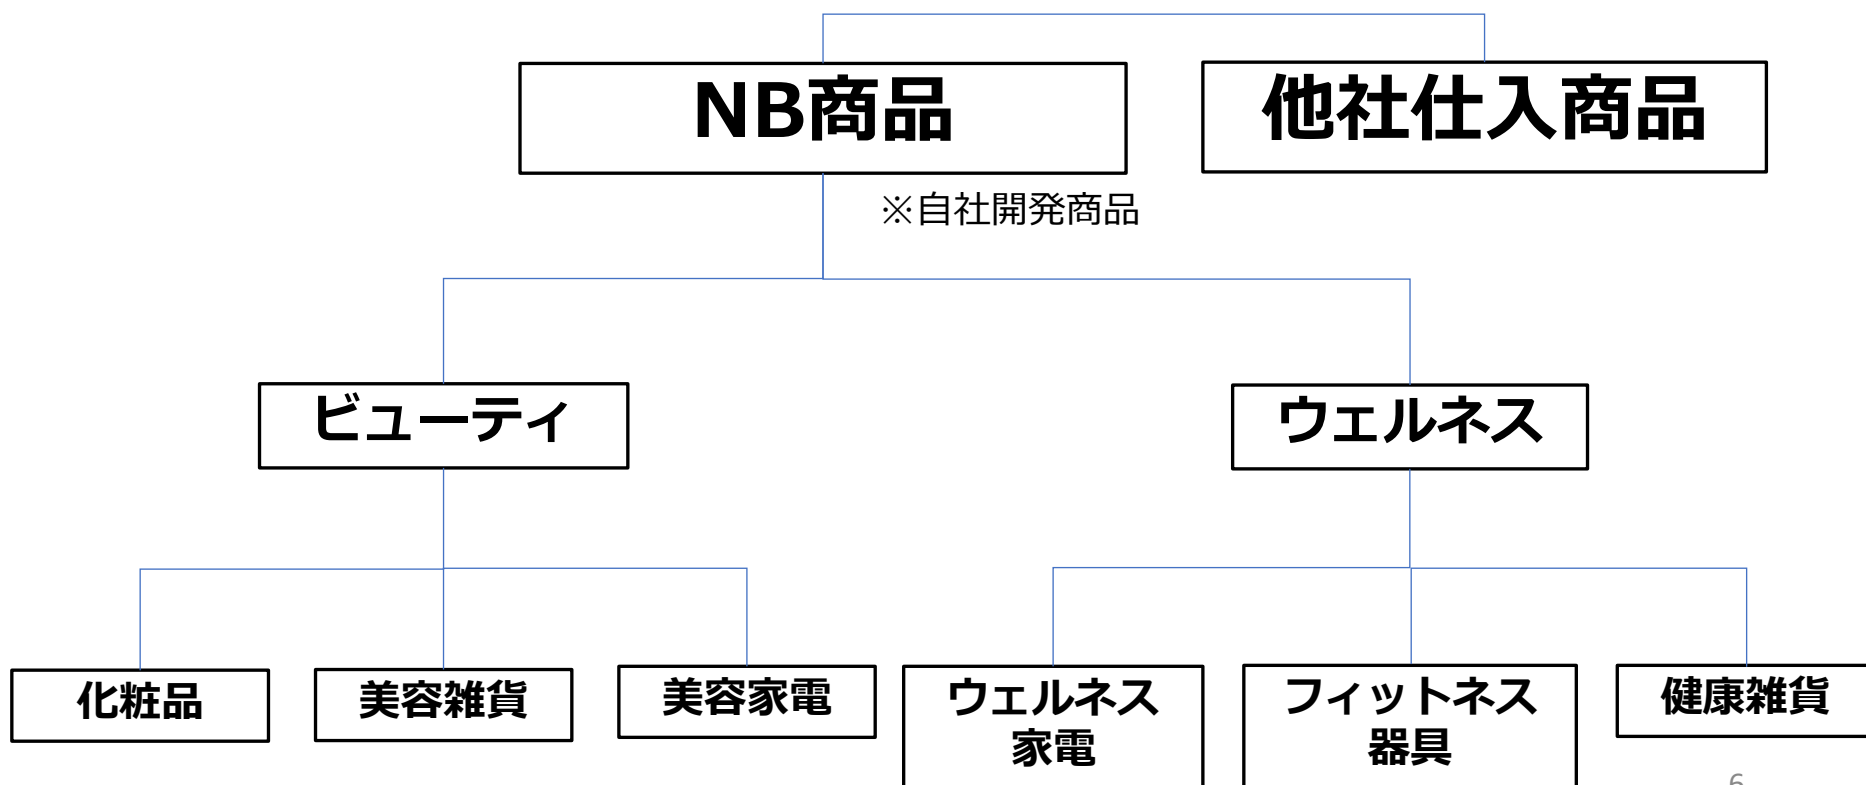 NB商品
他社仕入商品
※自社開発商品
ビューティ
ウェルネス
化粧品
美容雑貨
美容家電
ウェルネス
家電
フィットネス
器具
健康雑貨
6